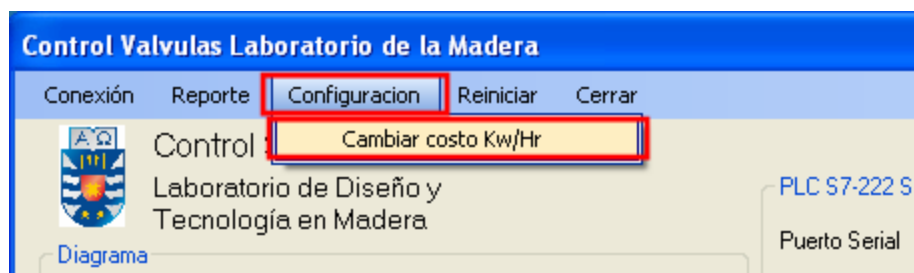 Control Valvulas Laboratorio de la Madera
Conexión Reporte Configuracion Reiniciar Cerrar
Cambiar costo Kw/Hr
Control
Laboratorio de Diseño y
Tecnología en Madera
PLC S7-222 S
Puerto Serial
Diagrama